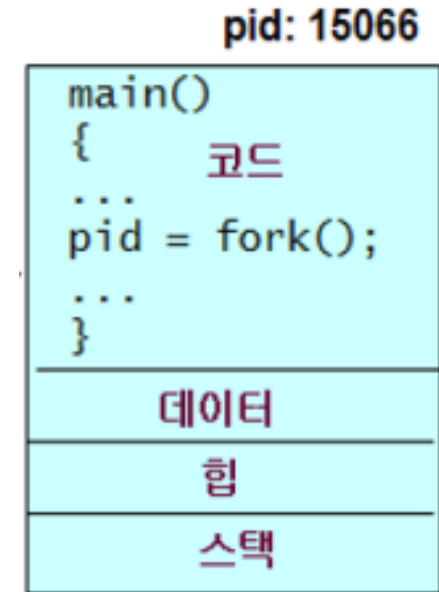 pid: 15066
main()
{
코드
...
pid = fork();
...
}
데이터
힙
스택